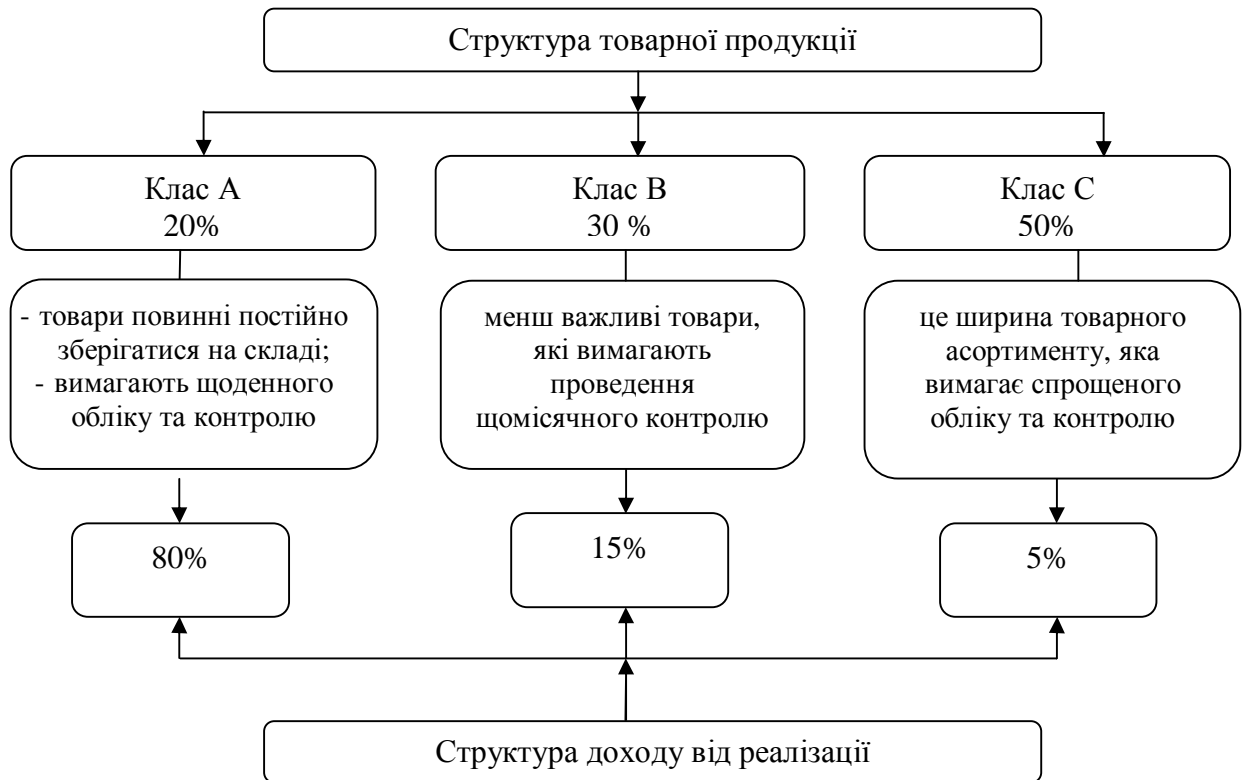 Структура товарної продукції
Клас А
20%
Клас В
30 %
Клас С
50%
- товари повинні постійно
зберігатися на складі;
- вимагають щоденного
обліку та контролю
менш важливі товари,
які вимагають
проведення
щомісячного контролю
це ширина товарного
асортименту, яка
вимагає спрощеного
обліку та контролю
80%
15%
5%
Структура доходу від реалізації